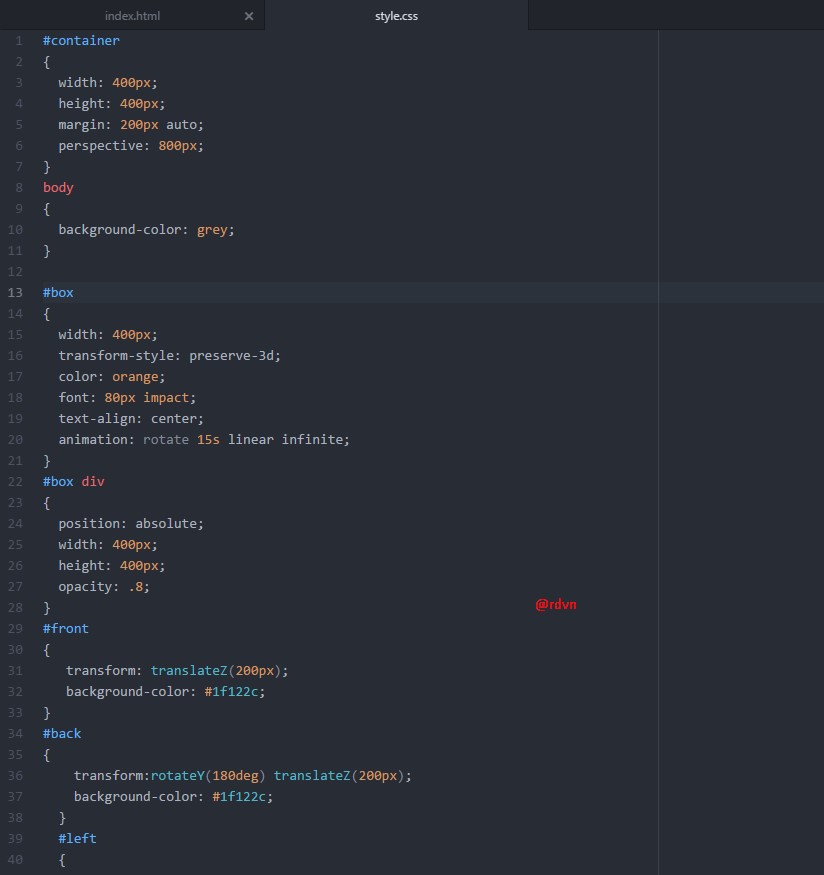 index.html
style.css
1 #container
2 {
3 width: 400px;
4 height: 400px;
5 margin: 200px auto;
6 perspective: 800px;
7 }
8 body
9 {
10 background-color: grey;
11 }
12
13 #box
14 {
15 width: 400px;
16 transform-style: preserve-3d;
17 color: orange;
18 font: 80px impact;
19 text-align: center;
20 animation: rotate 15s linear infinite;
21 }
22 #box div
23 {
24 position: absolute;
25 width: 400px;
26 height: 400px;
27 opacity: .8;
28 }
@rdvn
29 #front
30 {
31 transform: translateZ(200px);
32 background-color: #1f122c;
33 }
34 #back
35 {
36 transform:rotateY(180deg) translateZ(200px);
37 background-color: #1f122c;
38 }
39 #left
40 {